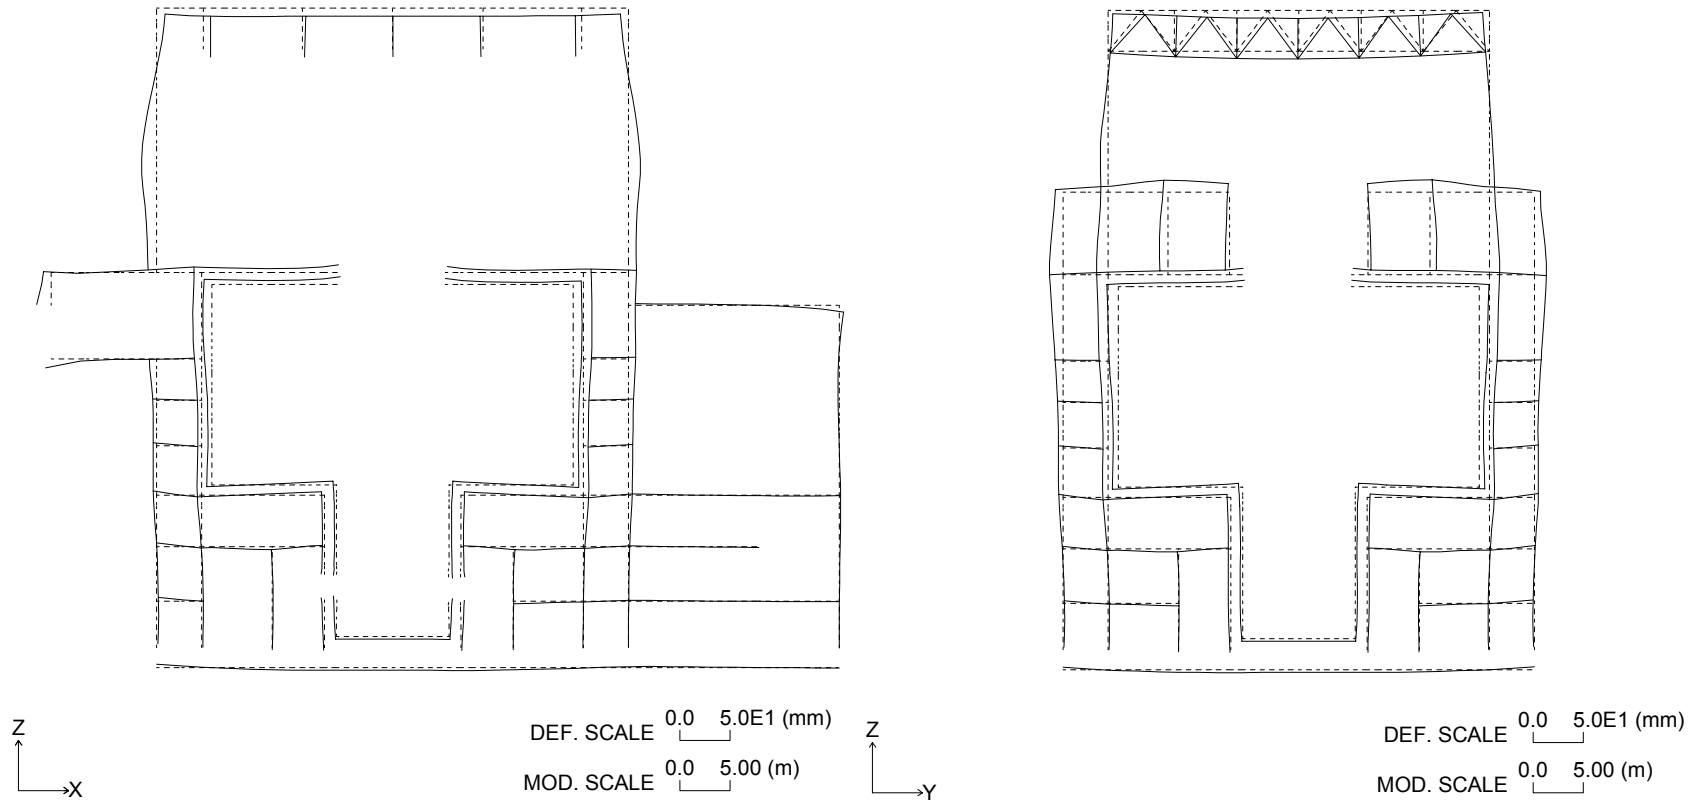 Z
X
DEF. SCALE 0.0 5.0E1 (mm)
MOD. SCALE 0.0 5.00 (m)
Z
Y
DEF. SCALE 0.0 5.0E1 (mm)
MOD. SCALE 0.0 5.00 (m)